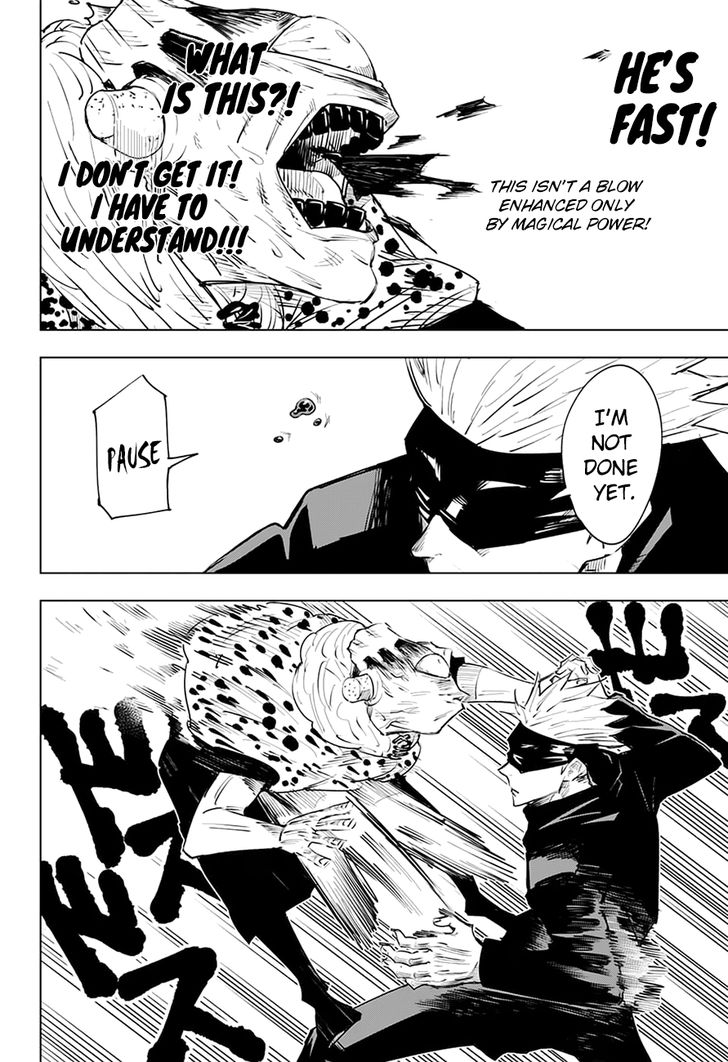 HE'S
FAST!
THIS ISN'T A BLOW
ENHANCED ONLY
BY MAGICAL POWER!
WHAT
IS THIS?!
I DON'T GET IT!
I HAVE TO
UNDERSTAND!!!
I'M
NOT
DONE
YET.
PAUSE